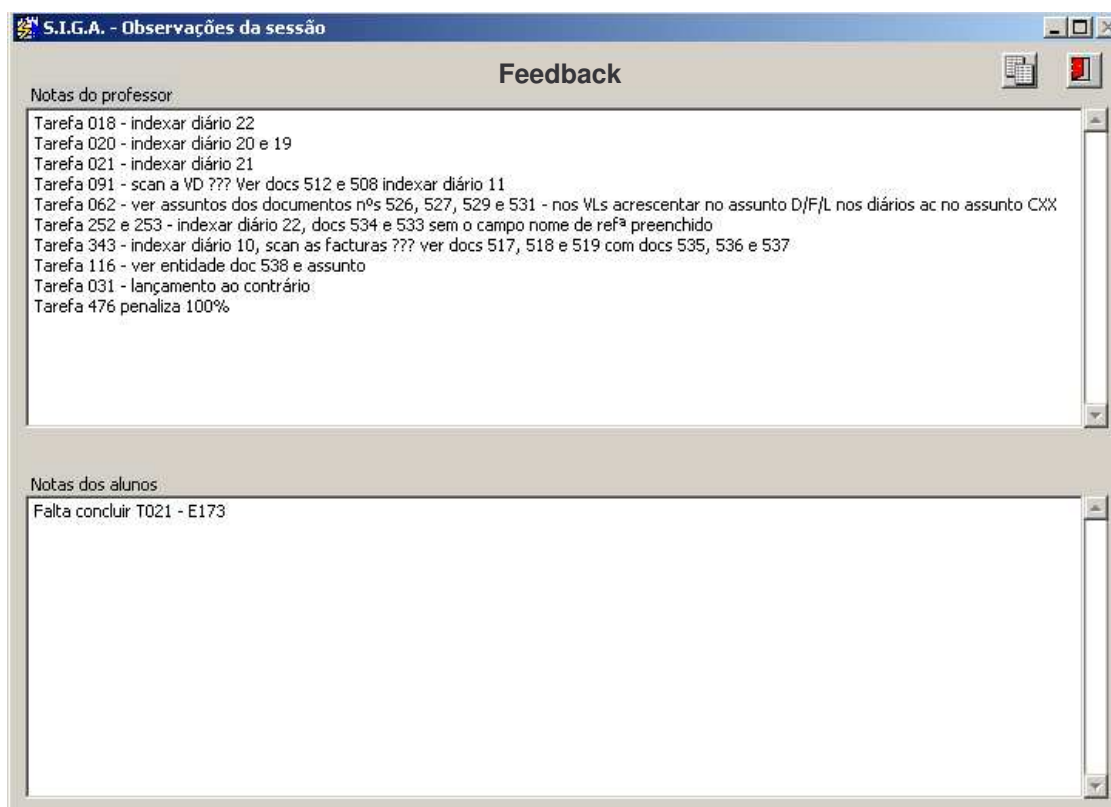 S.I.G.A. - Observações da sessão
Feedback
Notas do professor
Tarefa 018 - indexar diário 22
Tarefa 020 - indexar diário 20 e 19
Tarefa 021 - indexar diário 21
Tarefa 091 - scan a VD ??? Ver docs 512 e 508 indexar diário 11
Tarefa 062 - ver assuntos dos documentos nºs 526, 527, 529 e 531 - nos VLs acrescentar no assunto D/F/L nos diários ac no assunto CXX
Tarefa 252 e 253 - indexar diário 22, docs 534 e 533 sem o campo nome de refª preenchido
Tarefa 343 - indexar diário 10, scan as facturas ??? ver docs 517, 518 e 519 com docs 535, 536 e 537
Tarefa 116 - ver entidade doc 538 e assunto
Tarefa 031 - lançamento ao contrário
Tarefa 476 penaliza 100%
Notas dos alunos
Falta concluir T021 - E173